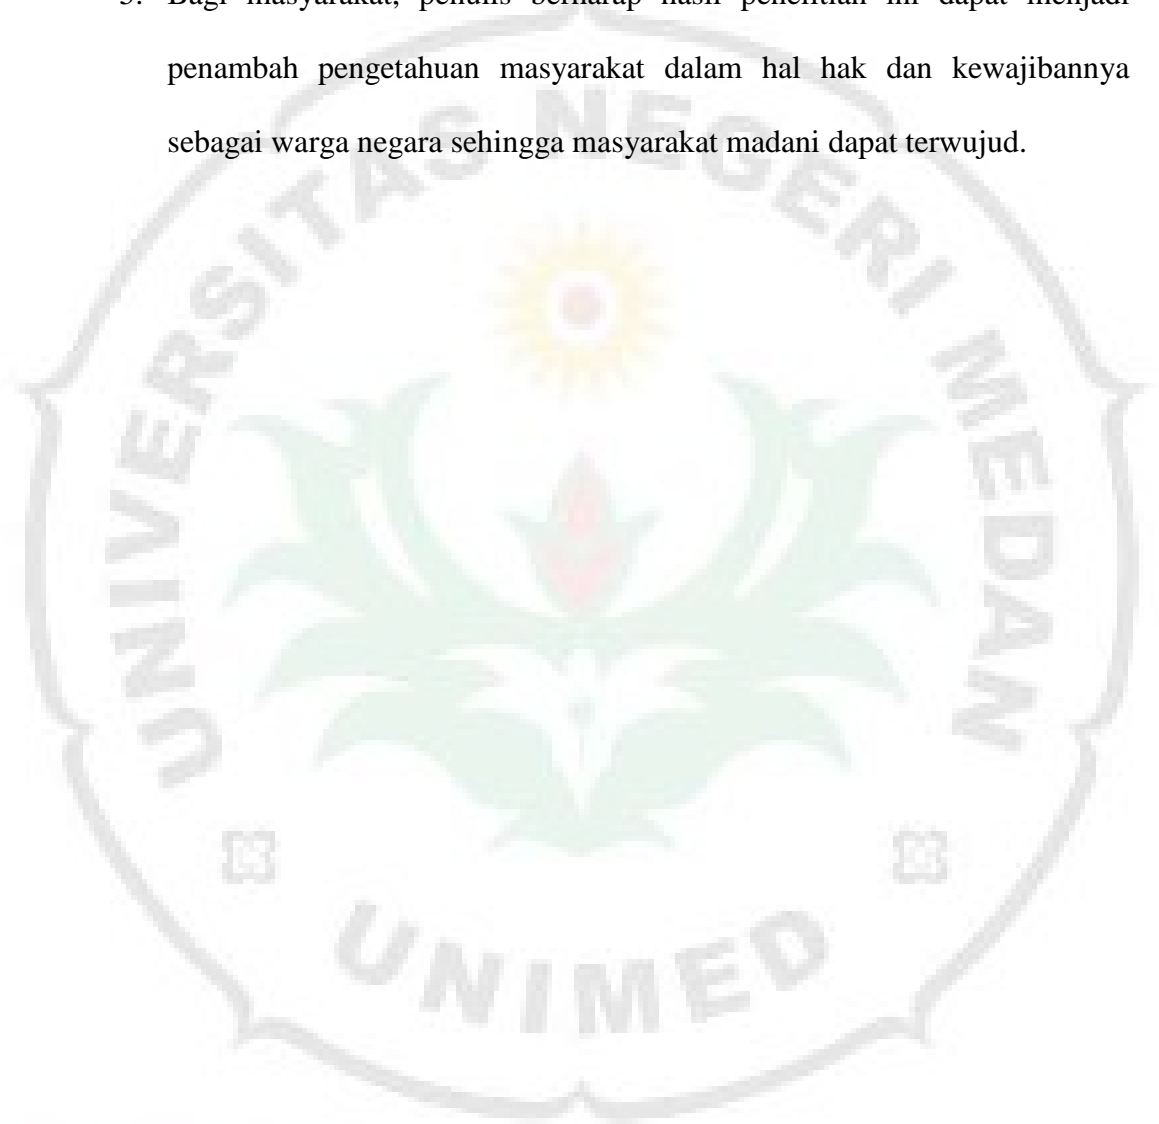 3. Bagi masyarakat, penulis berharap hasil penelitian ini dapat menjadi
penambah pengetahuan masyarakat dalam hal hak dan kewajibannya
sebagai warga negara sehingga masyarakat madani dapat terwujud.
UNIVERSITAS NEGERI MEDAN
UNIMED